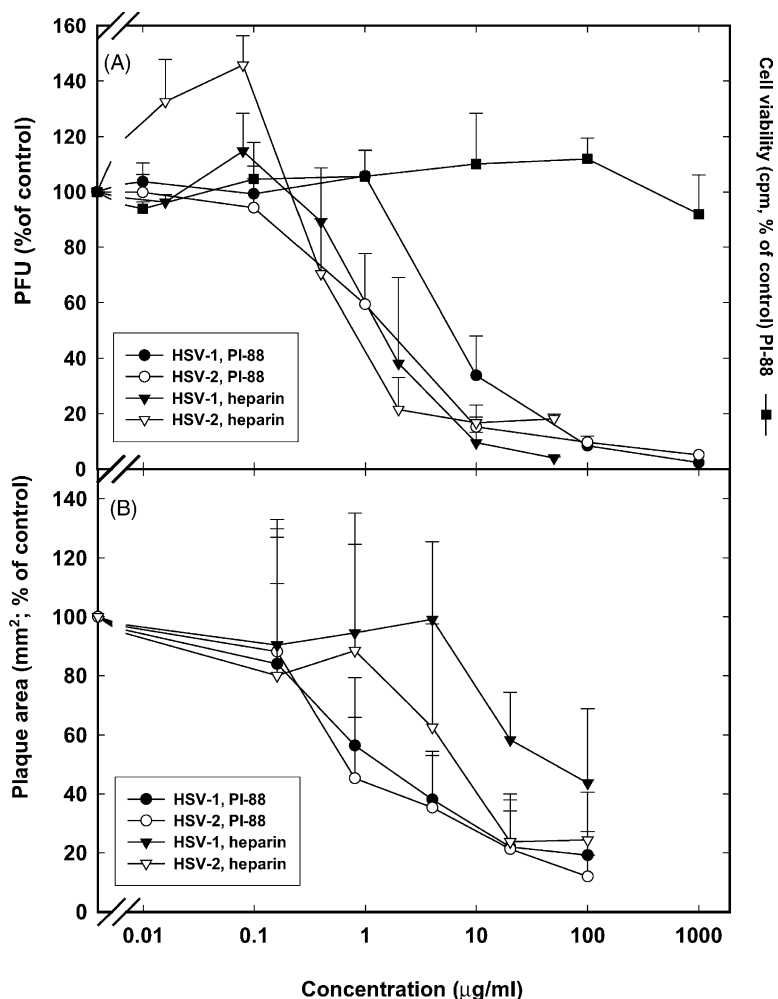 160
(A)
140
120
100
80
60
40
20
0
PFU (%of control)
HSV-1, PI-88
HSV-2, PI-88
HSV-1, heparin
HSV-2, heparin
Cell viability (cpm, % of control) PI-88
(B)
140
120
100
80
60
40
20
0
Plaque area (mm²; % of control)
HSV-1, PI-88
HSV-2, PI-88
HSV-1, heparin
HSV-2, heparin
0.01 0.1 1 10 100 1000
Concentration (μg/ml)